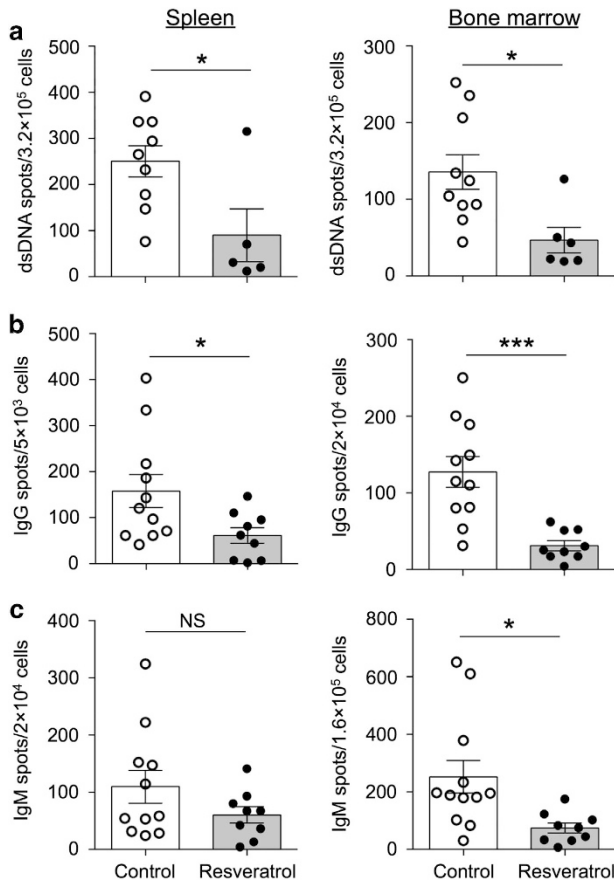 Spleen Bone marrow
a
500
400
300
200
100
0
dsDNA spots/3.2×10⁵ cells
*
300
200
100
0
dsDNA spots/3.2×10⁵ cells
*
b
500
400
300
200
100
0
IgG spots/5×10³ cells
*
300
200
100
0
IgG spots/2×10⁴ cells
***
c
400
300
200
100
0
IgM spots/2×10⁴ cells
NS
Control Resveratrol
800
600
400
200
0
IgM spots/1.6×10⁵ cells
*
Control Resveratrol